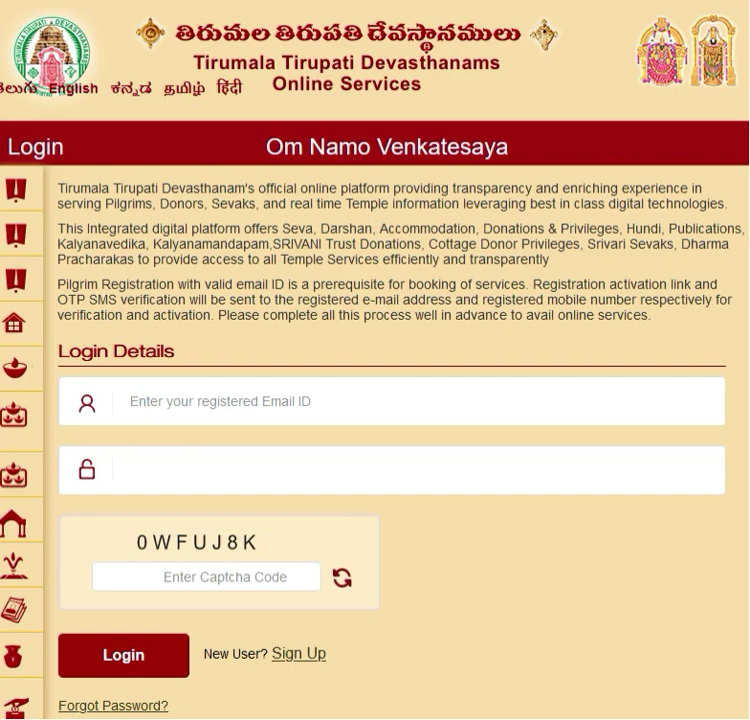 తిరుమల తిరుపతి దేవస్థానములు
Tirumala Tirupati Devasthanams
Online Services
తెలుగు English ಕನ್ನಡ தமிழ் हिंदी
Login
Om Namo Venkatesaya
Tirumala Tirupati Devasthanam's official online platform providing transparency and enriching experience in
serving Pilgrims, Donors, Sevaks, and real time Temple information leveraging best in class digital technologies.
This Integrated digital platform offers Seva, Darshan, Accommodation, Donations & Privileges, Hundi, Publications,
Kalyanavedika, Kalyanamandapam,SRIVANI Trust Donations, Cottage Donor Privileges, Srivari Sevaks, Dharma
Pracharakas to provide access to all Temple Services efficiently and transparently
Pilgrim Registration with valid email ID is a prerequisite for booking of services. Registration activation link and
OTP SMS verification will be sent to the registered e-mail address and registered mobile number respectively for
verification and activation. Please complete all this process well in advance to avail online services.
Login Details
Enter your registered Email ID
0WFUJ8K
Enter Captcha Code
Login
New User? Sign Up
Forgot Password?